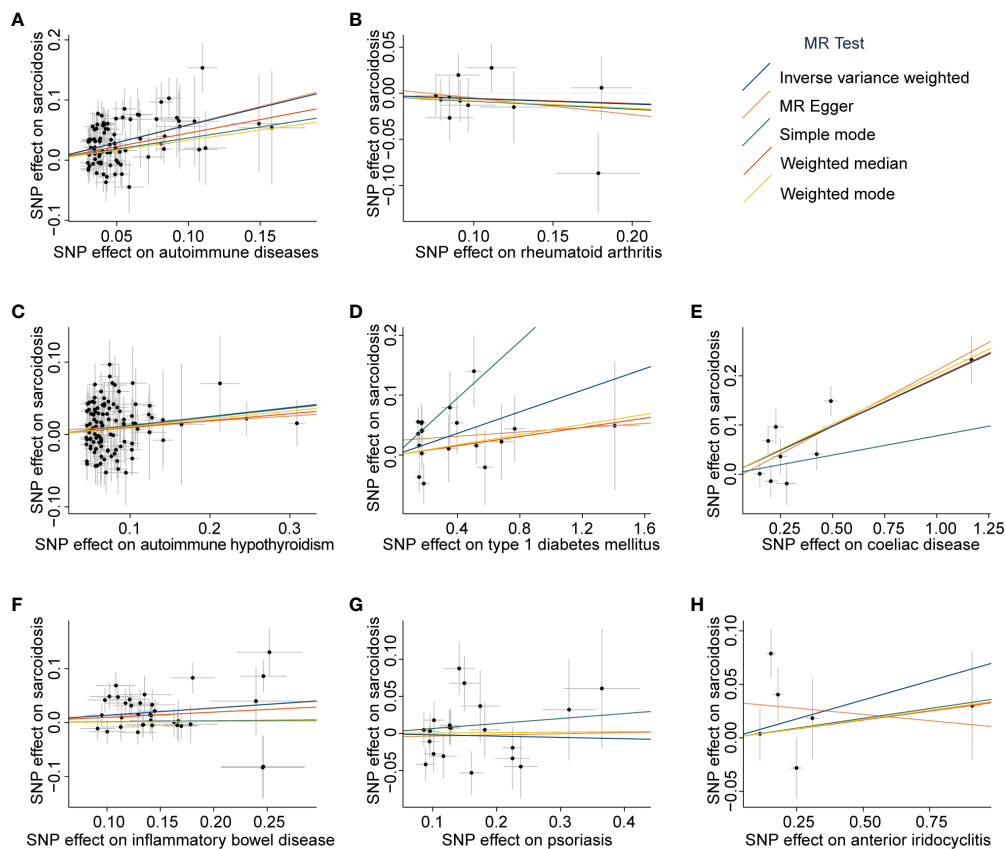 A
SNP effect on sarcoidosis
0.2
0.1
0.0
−0.1
0.05
0.10
0.15
SNP effect on autoimmune diseases
B
SNP effect on sarcoidosis
0.05
0.00
−0.05
−0.10
0.10
0.15
0.20
SNP effect on rheumatoid arthritis
MR Test
Inverse variance weighted
MR Egger
Simple mode
Weighted median
Weighted mode
C
SNP effect on sarcoidosis
0.10
0.00
−0.10
0.1
0.2
0.3
SNP effect on autoimmune hypothyroidism
D
SNP effect on sarcoidosis
0.2
0.1
0.0
0.4
0.8
1.2
1.6
SNP effect on type 1 diabetes mellitus
E
SNP effect on sarcoidosis
0.2
0.1
0.0
0.25
0.50
0.75
1.00
1.25
SNP effect on coeliac disease
F
SNP effect on sarcoidosis
0.1
0.0
−0.1
0.10
0.15
0.20
0.25
SNP effect on inflammatory bowel disease
G
SNP effect on sarcoidosis
0.10
0.05
0.00
−0.05
0.1
0.2
0.3
0.4
SNP effect on psoriasis
H
SNP effect on sarcoidosis
0.10
0.05
0.00
−0.05
0.25
0.50
0.75
SNP effect on anterior iridocyclitis